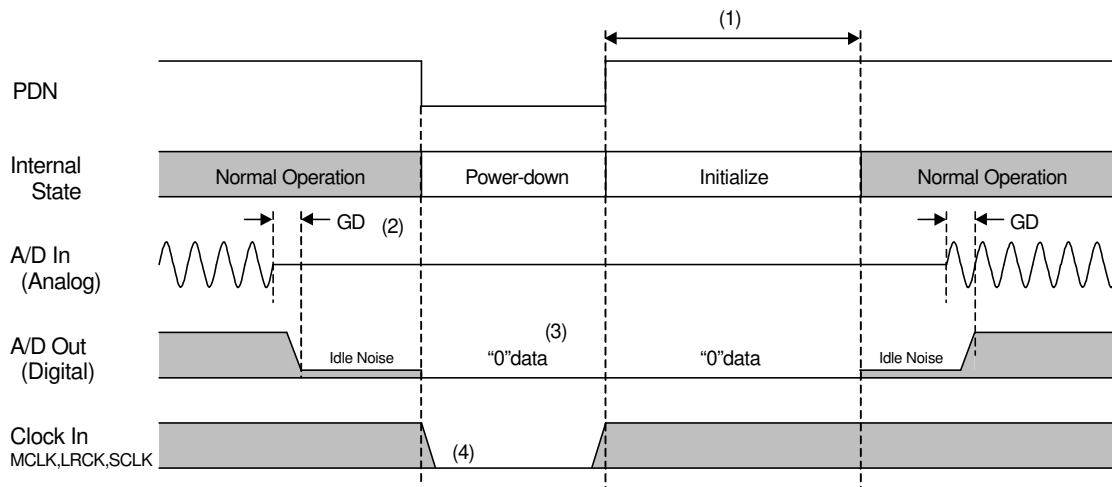 (1)
PDN
Internal
State
Normal Operation
Power-down
Initialize
Normal Operation
GD
(2)
GD
A/D In
(Analog)
A/D Out
(Digital)
Idle Noise
(3)
“0”data
“0”data
Idle Noise
Clock In
MCLK,LRCK,SCLK
(4)